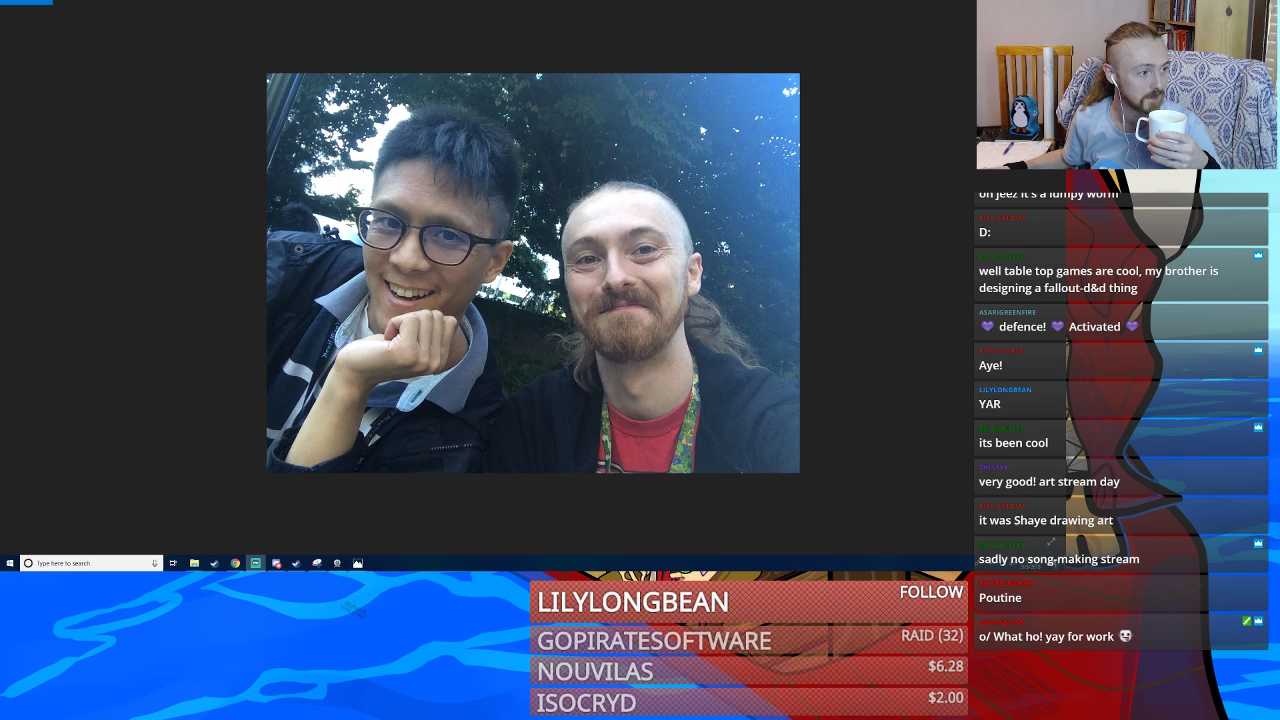 oh jeez it's a lumpy worm
D:
well table top games are cool, my brother is
designing a fallout-d&d thing
ASARIGREENFIRE
defence! Activated
Aye!
LILYLONGBEAN
YAR
its been cool
SHELFYY
very good! art stream day
it was Shaye drawing art
sadly no song-making stream
Poutine
o/ What ho! yay for work
Type here to search
LILYLONGBEAN FOLLOW
GOPIRATESOFTWARE RAID (32)
NOUVILAS $6.28
ISOCRYD $2.00